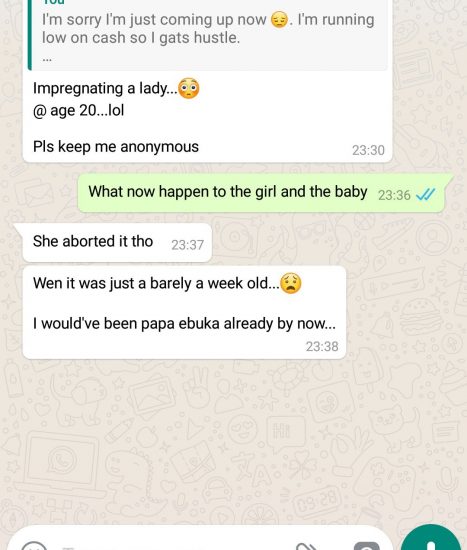 You
I'm sorry I'm just coming up now 😔. I'm running
low on cash so I gats hustle.
...
Impregnating a lady...😳
@ age 20...lol
Pls keep me anonymous
23:30
What now happen to the girl and the baby 23:36
She aborted it tho 23:37
Wen it was just a barely a week old...😧
I would've been papa ebuka already by now...
23:38